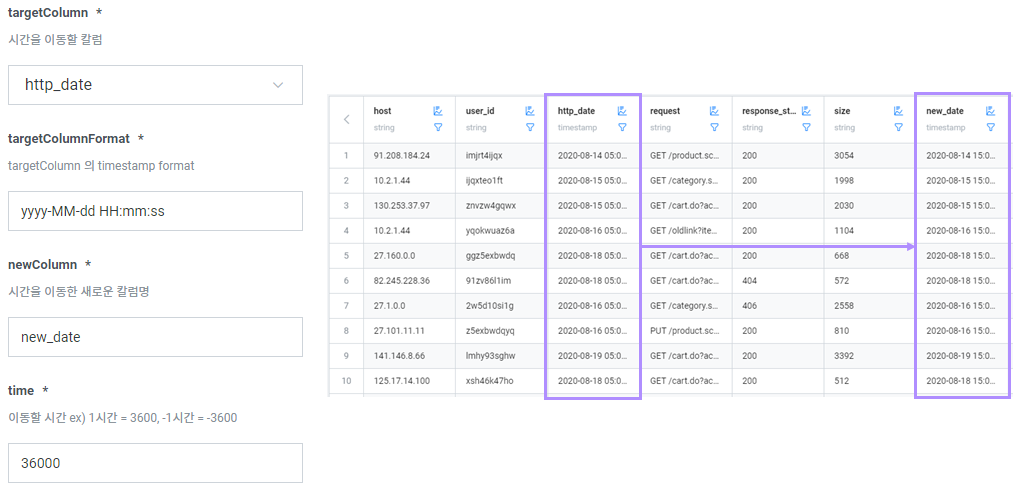 targetColumn *
시간을 이동할 칼럼
http_date
targetColumnFormat *
targetColumn 의 timestamp format
yyyy-MM-dd HH:mm:ss
newColumn *
시간을 이동한 새로운 칼럼명
new_date
time *
이동할 시간 ex) 1시간 = 3600, -1시간 = -3600
36000
host user_id http_date request response_st... size new_date
string string timestamp string string string timestamp
1 91.208.184.24 imjrt4ijqx 2020-08-14 05:0... GET /product.sc... 200 3054 2020-08-14 15:0...
2 10.2.1.44 ijqxteo1ft 2020-08-15 05:0... GET /category.s... 200 1998 2020-08-15 15:0...
3 130.253.37.97 znvzw4gqwx 2020-08-15 05:0... GET /cart.do?ac... 200 2030 2020-08-15 15:0...
4 10.2.1.44 yqokwuaz6a 2020-08-16 05:0... GET /oldlink?ite... 200 1104 2020-08-16 15:0...
5 27.160.0.0 ggz5exbwdq 2020-08-18 05:0... GET /cart.do?ac... 200 668 2020-08-18 15:0...
6 82.245.228.36 91zv86l1im 2020-08-18 05:0... GET /cart.do?ac... 404 572 2020-08-18 15:0...
7 27.1.0.0 2w5d10si1g 2020-08-16 05:0... GET /category.s... 406 2558 2020-08-16 15:0...
8 27.101.11.11 z5exbwdqyq 2020-08-16 05:0... PUT /product.sc... 200 810 2020-08-16 15:0...
9 141.146.8.66 lmhy93sghw 2020-08-19 05:0... GET /cart.do?ac... 200 3392 2020-08-19 15:0...
10 125.17.14.100 xsh46k47ho 2020-08-18 05:0... GET /cart.do?ac... 200 512 2020-08-18 15:0...